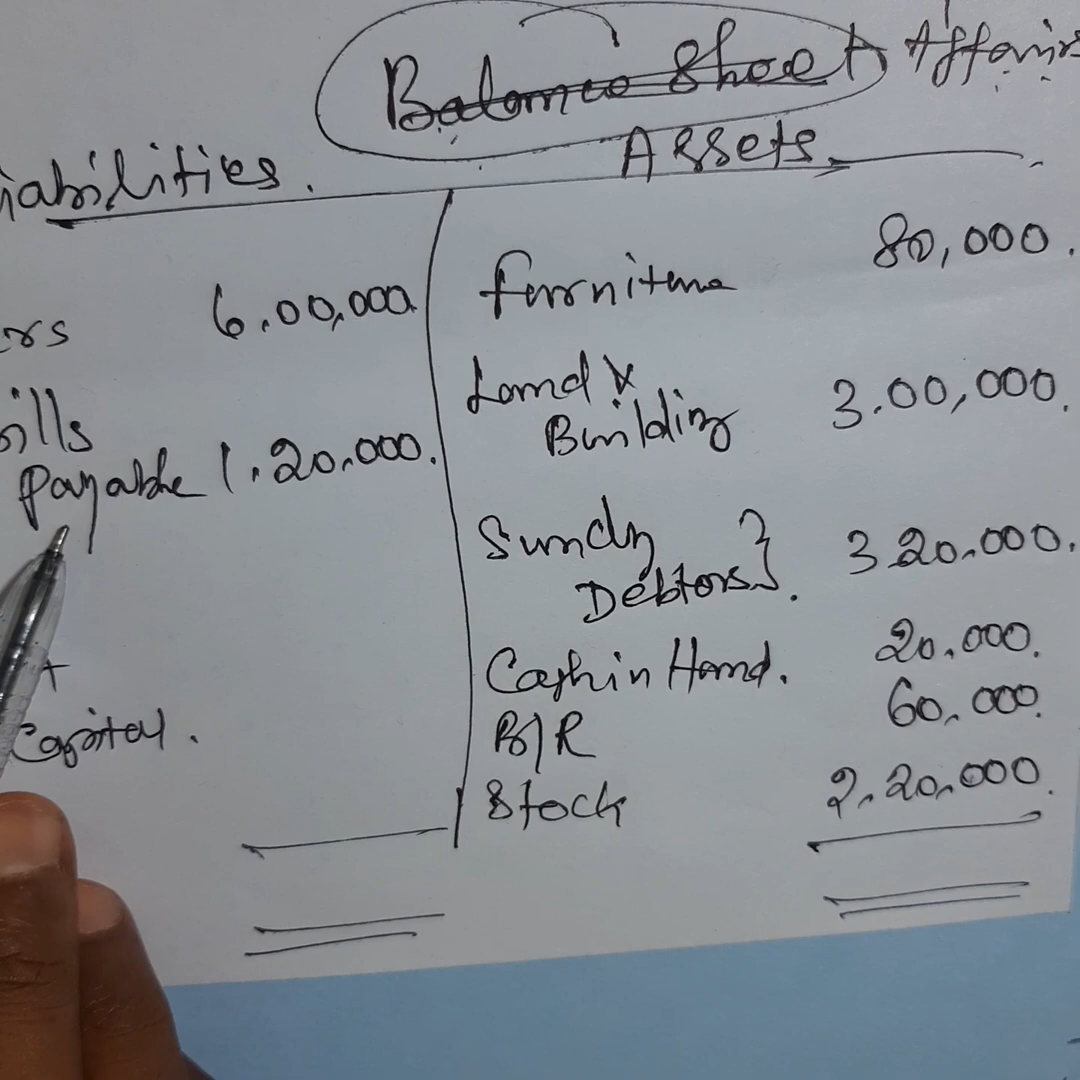 Balance Sheet Affairs
iabilities.
Assets.
ers 6,00,000
Furniture 80,000.
ills
Payable 1,20,000.
Land &
Building 3,00,000.
Sundry
Debtors. } 3,20,000.
Cash in Hand. 20,000.
Capital.
B/R 60,000.
Stock 2,20,000.